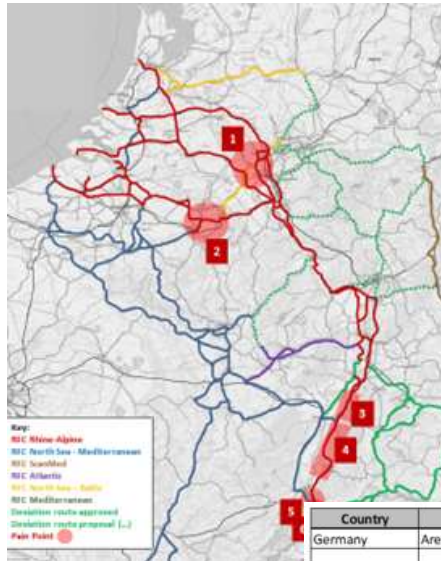 1
2
3
4
5
Key:
RFC Rhine-Alpine
RFC North Sea - Mediterranean
RFC ScanMed
RFC Atlantic
RFC North Sea - Baltic
RFC Mediterranean
Deviation route approved
Deviation route proposal (...)
Pain Point
Country
Germany Are